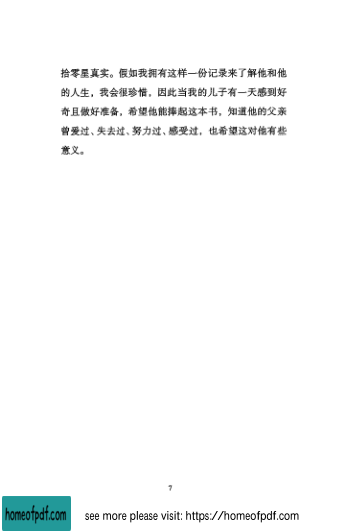 拾零星真实。假如我拥有这样一份记录来了解他和他
的人生，我会很珍惜，因此当我的儿子有一天感到好
奇且做好准备，希望他能捧起这本书，知道他的父亲
曾爱过、失去过、努力过、感受过，也希望这对他有些
意义。
7
homeofpdf.com
see more please visit: https://homeofpdf.com